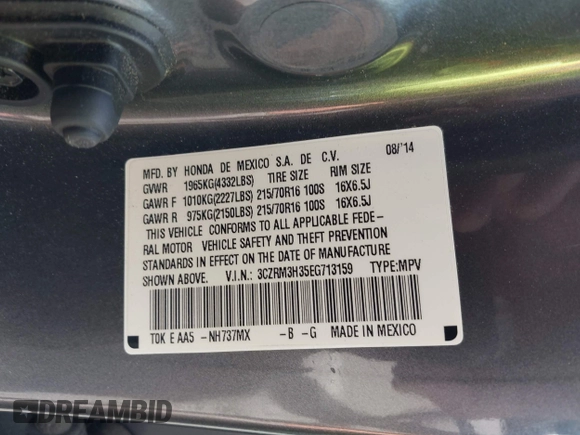 MFD. BY HONDA DE MEXICO S.A. DE C.V. 08/'14
GVWR 1965KG(4332LBS) TIRE SIZE RIM SIZE
GAWR F 1010KG(2227LBS) 215/70R16 100S 16X6.5J
GAWR R 975KG(2150LBS) 215/70R16 100S 16X6.5J
THIS VEHICLE CONFORMS TO ALL APPLICABLE FEDE-
RAL MOTOR VEHICLE SAFETY AND THEFT PREVENTION
STANDARDS IN EFFECT ON THE DATE OF MANUFACTURE
SHOWN ABOVE. V.I.N.: 3CZRM3H35EG713159 TYPE:MPV
TDK E AA5 -NH737MX -B -G MADE IN MEXICO
DREAMBID